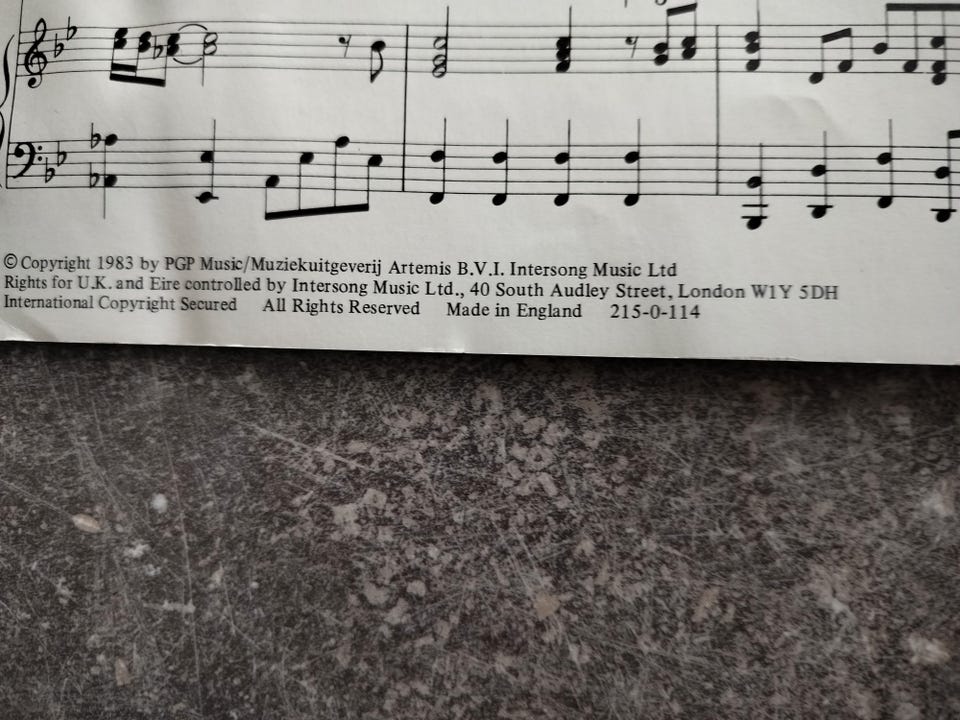 © Copyright 1983 by PGP Music/Muziekuitgeverij Artemis B.V.I. Intersong Music Ltd
Rights for U.K. and Eire controlled by Intersong Music Ltd., 40 South Audley Street, London W1Y 5DH
International Copyright Secured All Rights Reserved Made in England 215-0-114